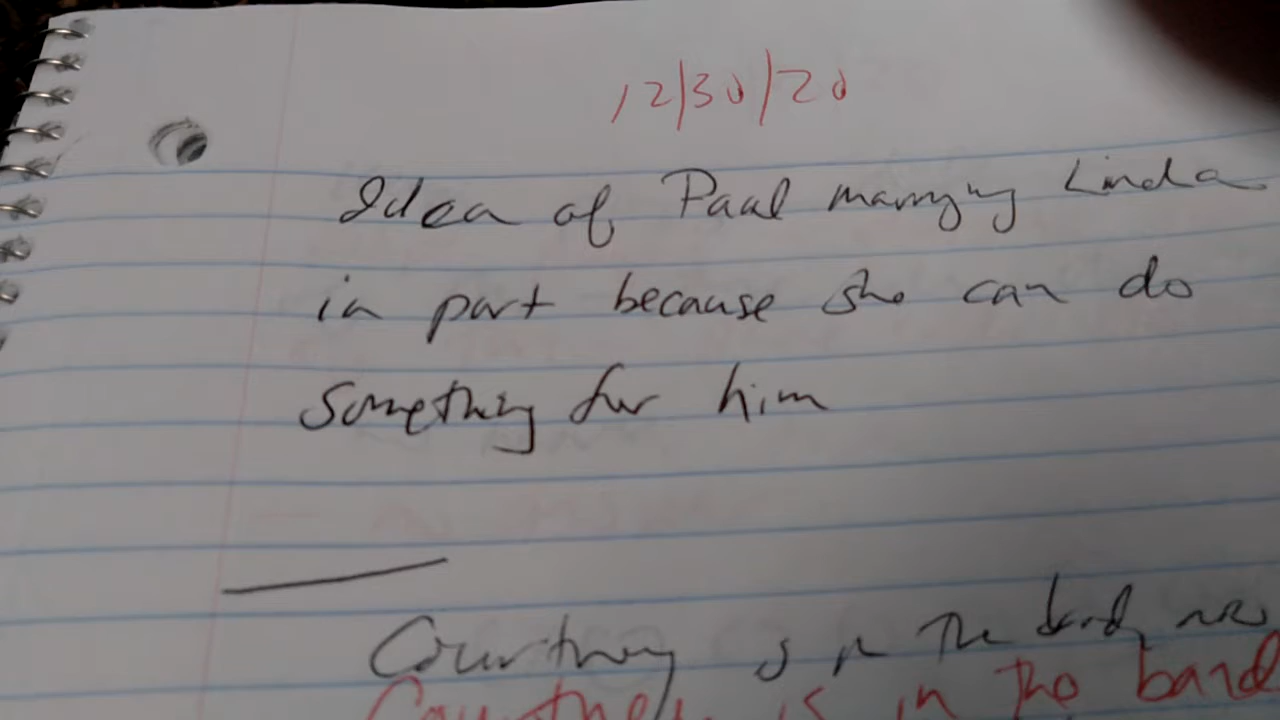 12/30/20
Idea of Paul marrying Linda
in part because she can do
something for him
Courtney is in the band
Courtney is in the band